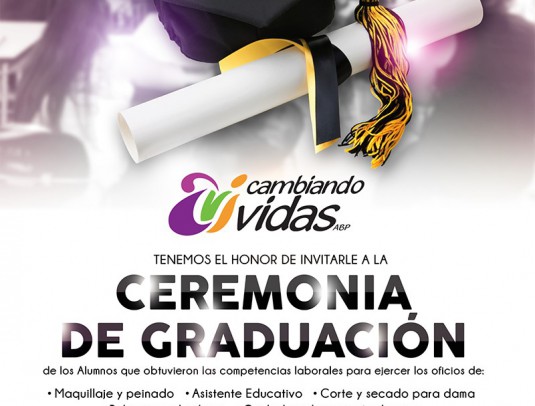 cambiando
vidas ABP
TENEMOS EL HONOR DE INVITARLE A LA
CEREMONIA
DE GRADUACIÓN
de los Alumnos que obtuvieron las competencias laborales para ejercer los oficios de:
• Maquillaje y peinado • Asistente Educativo • Corte y secado para dama